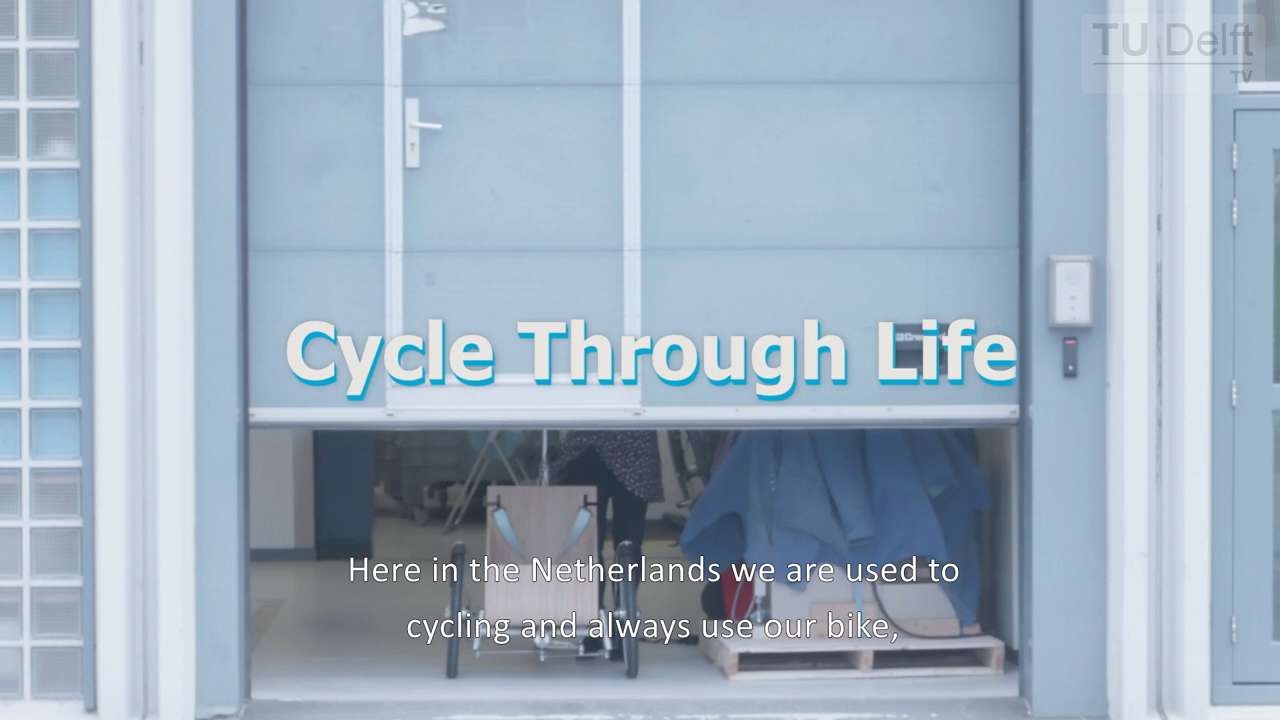 TU Delft
TV
Cycle Through Life
Here in the Netherlands we are used to
cycling and always use our bike,